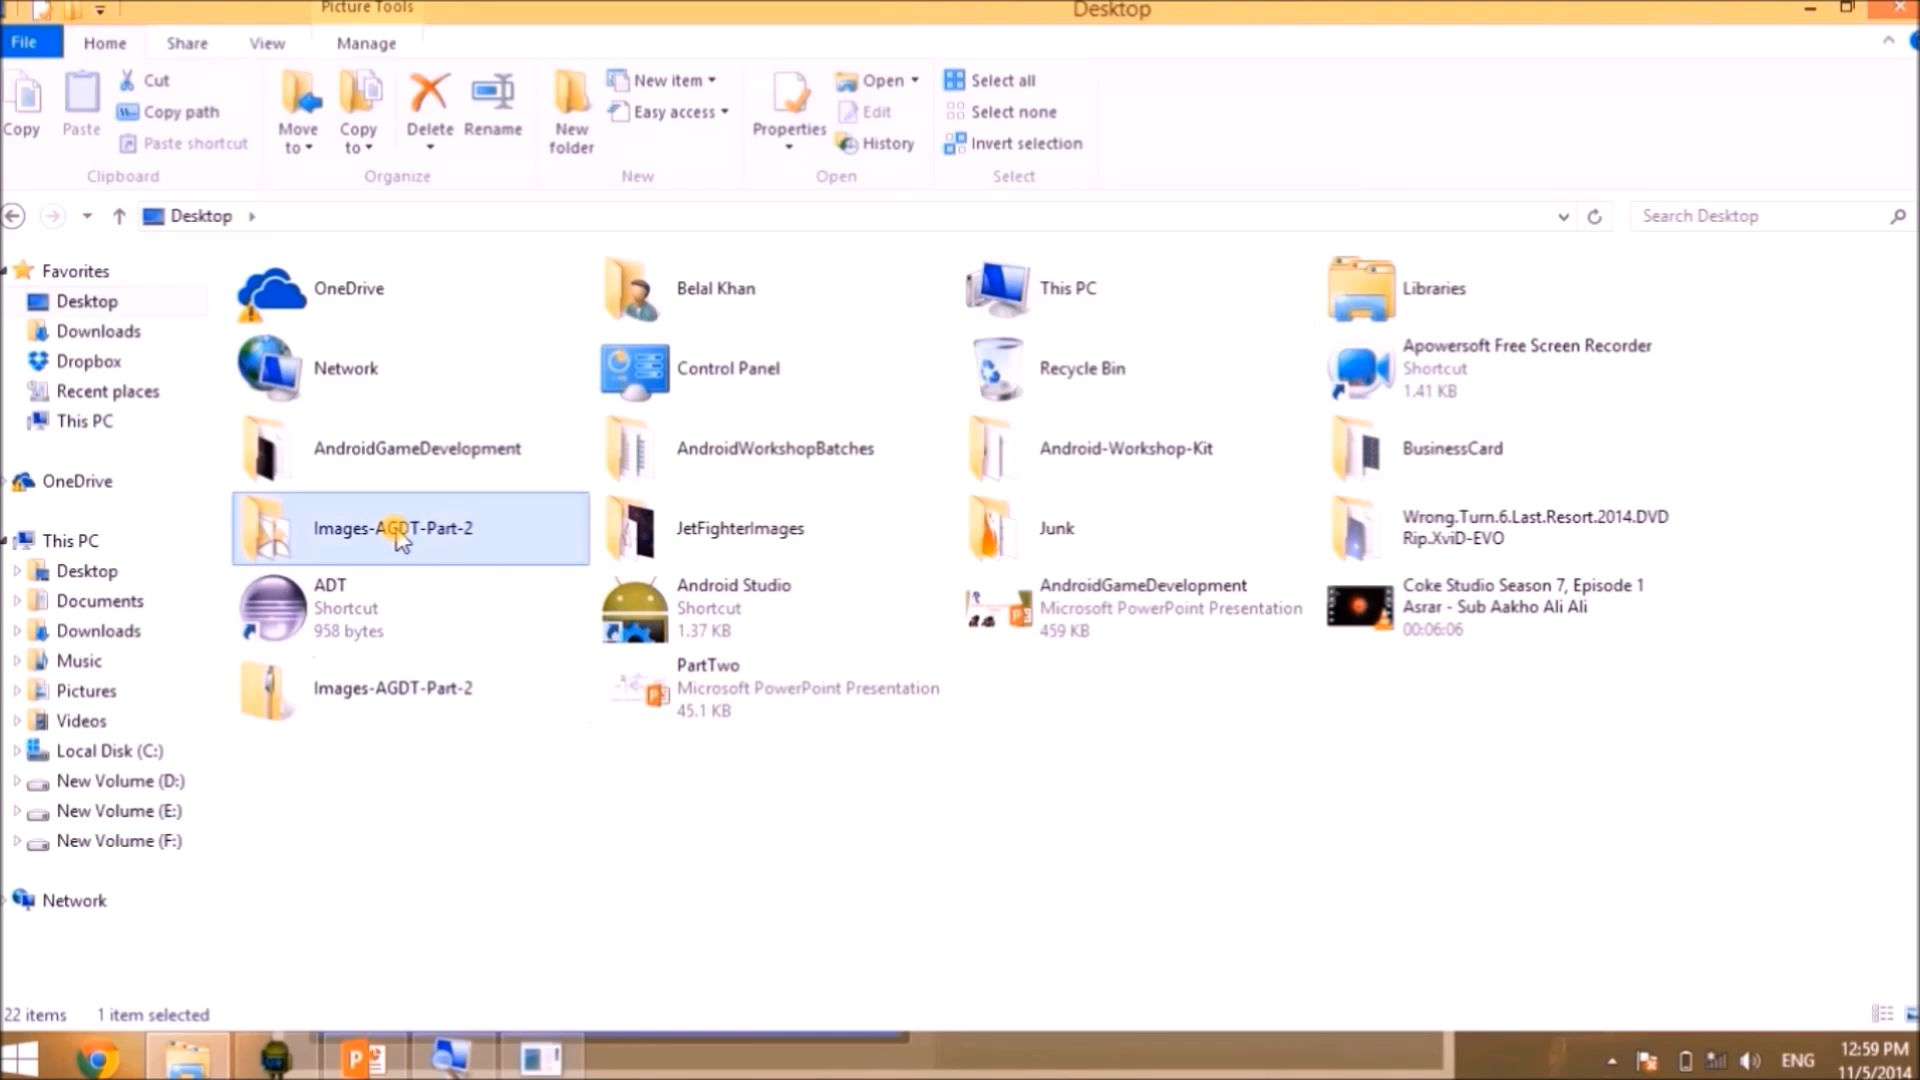 Picture Tools
Desktop
File
Home
Share
View
Manage
Copy
Paste
Cut
Copy path
Paste shortcut
Clipboard
Move
to
Copy
to
Delete
Rename
Organize
New
folder
New item
Easy access
New
Properties
Open
Edit
History
Open
Select all
Select none
Invert selection
Select
Desktop
Search Desktop
Favorites
Desktop
Downloads
Dropbox
Recent places
This PC
OneDrive
This PC
Desktop
Documents
Downloads
Music
Pictures
Videos
Local Disk (C:)
New Volume (D:)
New Volume (E:)
New Volume (F:)
Network
OneDrive
Belal Khan
This PC
Libraries
Network
Control Panel
Recycle Bin
Apowersoft Free Screen Recorder
Shortcut
1.41 KB
AndroidGameDevelopment
AndroidWorkshopBatches
Android-Workshop-Kit
BusinessCard
Images-AGDT-Part-2
JetFighterImages
Junk
Wrong.Turn.6.Last.Resort.2014.DVD
Rip.XviD-EVO
ADT
Shortcut
958 bytes
Android Studio
Shortcut
1.37 KB
AndroidGameDevelopment
Microsoft PowerPoint Presentation
459 KB
Coke Studio Season 7, Episode 1
Asrar - Sub Aakho Ali Ali
00:06:06
Images-AGDT-Part-2
PartTwo
Microsoft PowerPoint Presentation
45.1 KB
22 items
1 item selected
ENG
12:59 PM
11/5/2014